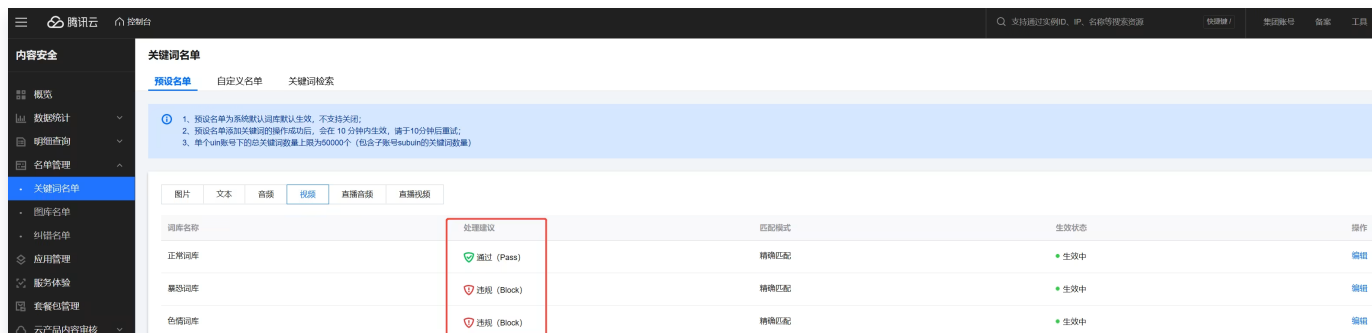 腾讯云 控制台 支持通过实例ID、IP、名称等搜索资源 快捷键 / 集团账号 备案 工具
内容安全
关键词名单
预设名单 自定义名单 关键词检索
概览
数据统计
1、预设名单为系统默认词库默认生效，不支持关闭；
2、预设名单添加关键词的操作成功后，会在 10 分钟内生效，请于10分钟后重试；
明细查询
3、单个uin账号下的总关键词数量上限为50000个（包含子账号subuin的关键词数量）
名单管理
关键词名单
图片 文本 音频 视频 直播音频 直播视频
图库名单
词库名称 处理建议 匹配模式 生效状态 操作
纠错名单
正常词库 通过（Pass） 精确匹配 生效中 编辑
应用管理
服务体验
暴恐词库 违规（Block） 精确匹配 生效中 编辑
套餐包管理
色情词库 违规（Block） 精确匹配 生效中 编辑
云产品内容审核